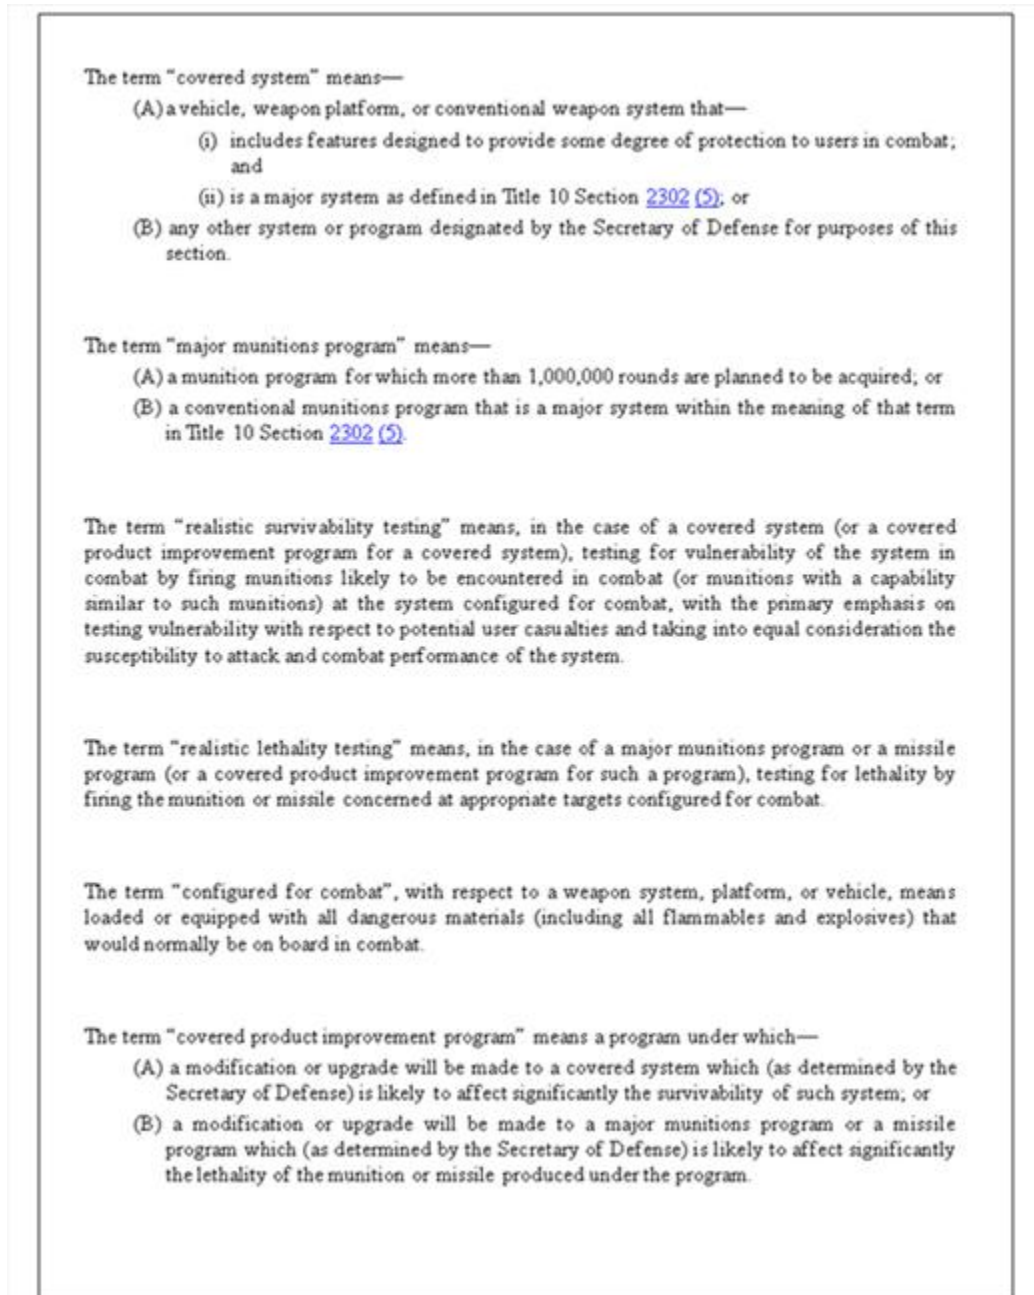 The term “covered system” means—
(A) a vehicle, weapon platform, or conventional weapon system that—
(i) includes features designed to provide some degree of protection to users in combat;
and
(ii) is a major system as defined in Title 10 Section 2302 (5); or
(B) any other system or program designated by the Secretary of Defense for purposes of this
section.
The term “major munitions program” means—
(A) a munition program for which more than 1,000,000 rounds are planned to be acquired; or
(B) a conventional munitions program that is a major system within the meaning of that term
in Title 10 Section 2302 (5).
The term “realistic survivability testing” means, in the case of a covered system (or a covered
product improvement program for a covered system), testing for vulnerability of the system in
combat by firing munitions likely to be encountered in combat (or munitions with a capability
similar to such munitions) at the system configured for combat, with the primary emphasis on
testing vulnerability with respect to potential user casualties and taking into equal consideration the
susceptibility to attack and combat performance of the system.
The term “realistic lethality testing” means, in the case of a major munitions program or a missile
program (or a covered product improvement program for such a program), testing for lethality by
firing the munition or missile concerned at appropriate targets configured for combat.
The term “configured for combat”, with respect to a weapon system, platform, or vehicle, means
loaded or equipped with all dangerous materials (including all flammables and explosives) that
would normally be on board in combat.
The term “covered product improvement program” means a program under which—
(A) a modification or upgrade will be made to a covered system which (as determined by the
Secretary of Defense) is likely to affect significantly the survivability of such system; or
(B) a modification or upgrade will be made to a major munitions program or a missile
program which (as determined by the Secretary of Defense) is likely to affect significantly
the lethality of the munition or missile produced under the program.